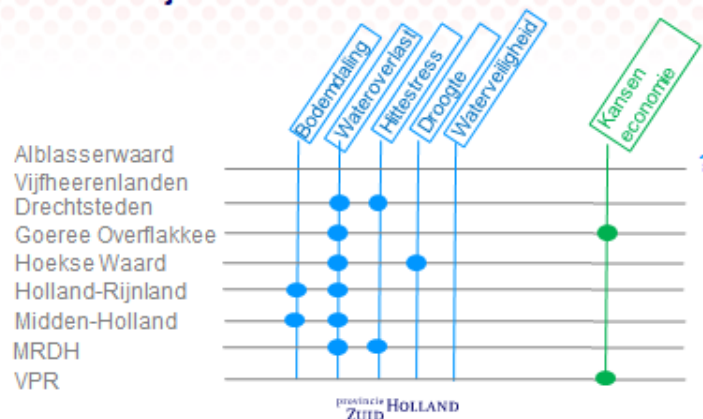 Bodemdaling
Wateroverlast
Hittestress
Droogte
Waterveiligheid
Kansen
economie
Alblasserwaard
Vijfheerenlanden
Drechtsteden
Goeree Overflakkee
Hoekse Waard
Holland-Rijnland
Midden-Holland
MRDH
VPR
provincie HOLLAND
ZUID